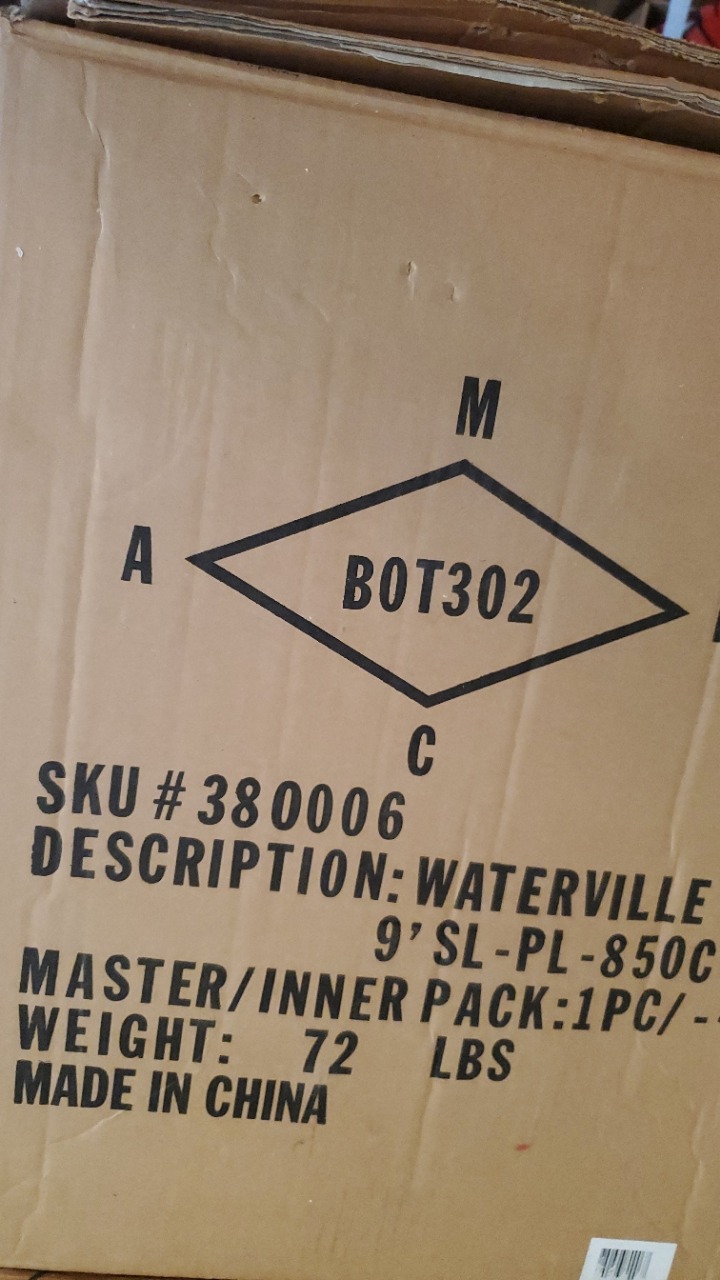 M
A
BOT302
C
SKU # 380006
DESCRIPTION: WATERVILLE
9' SL-PL-850C
MASTER/INNER PACK:1PC/--
WEIGHT: 72 LBS
MADE IN CHINA